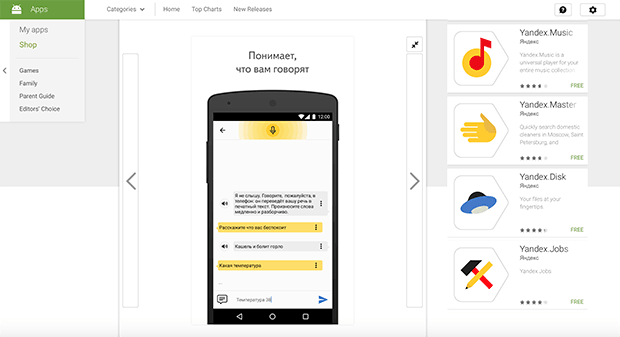 Apps
Categories
Home
Top Charts
New Releases
My apps
Shop
Games
Family
Parent Guide
Editors' Choice
Понимает,
что вам говорят
12:00
Я не слышу. Говорите, пожалуйста, в
телефон: он переведёт вашу речь в
печатный текст. Произносите слова
медленно и разборчиво.
Расскажите что вас беспокоит
Кашель и болит горло
Какая температура
...
Температура 38
Yandex.Music
Яндекс
Yandex.Music is a
universal player for your
entire music collection
FREE
Yandex.Master
Яндекс
Quickly search domestic
cleaners in Moscow, Saint
Petersburg, and
FREE
Yandex.Disk
Яндекс
Your files at your
fingertips.
FREE
Yandex.Jobs
Яндекс
Yandex Jobs
FREE